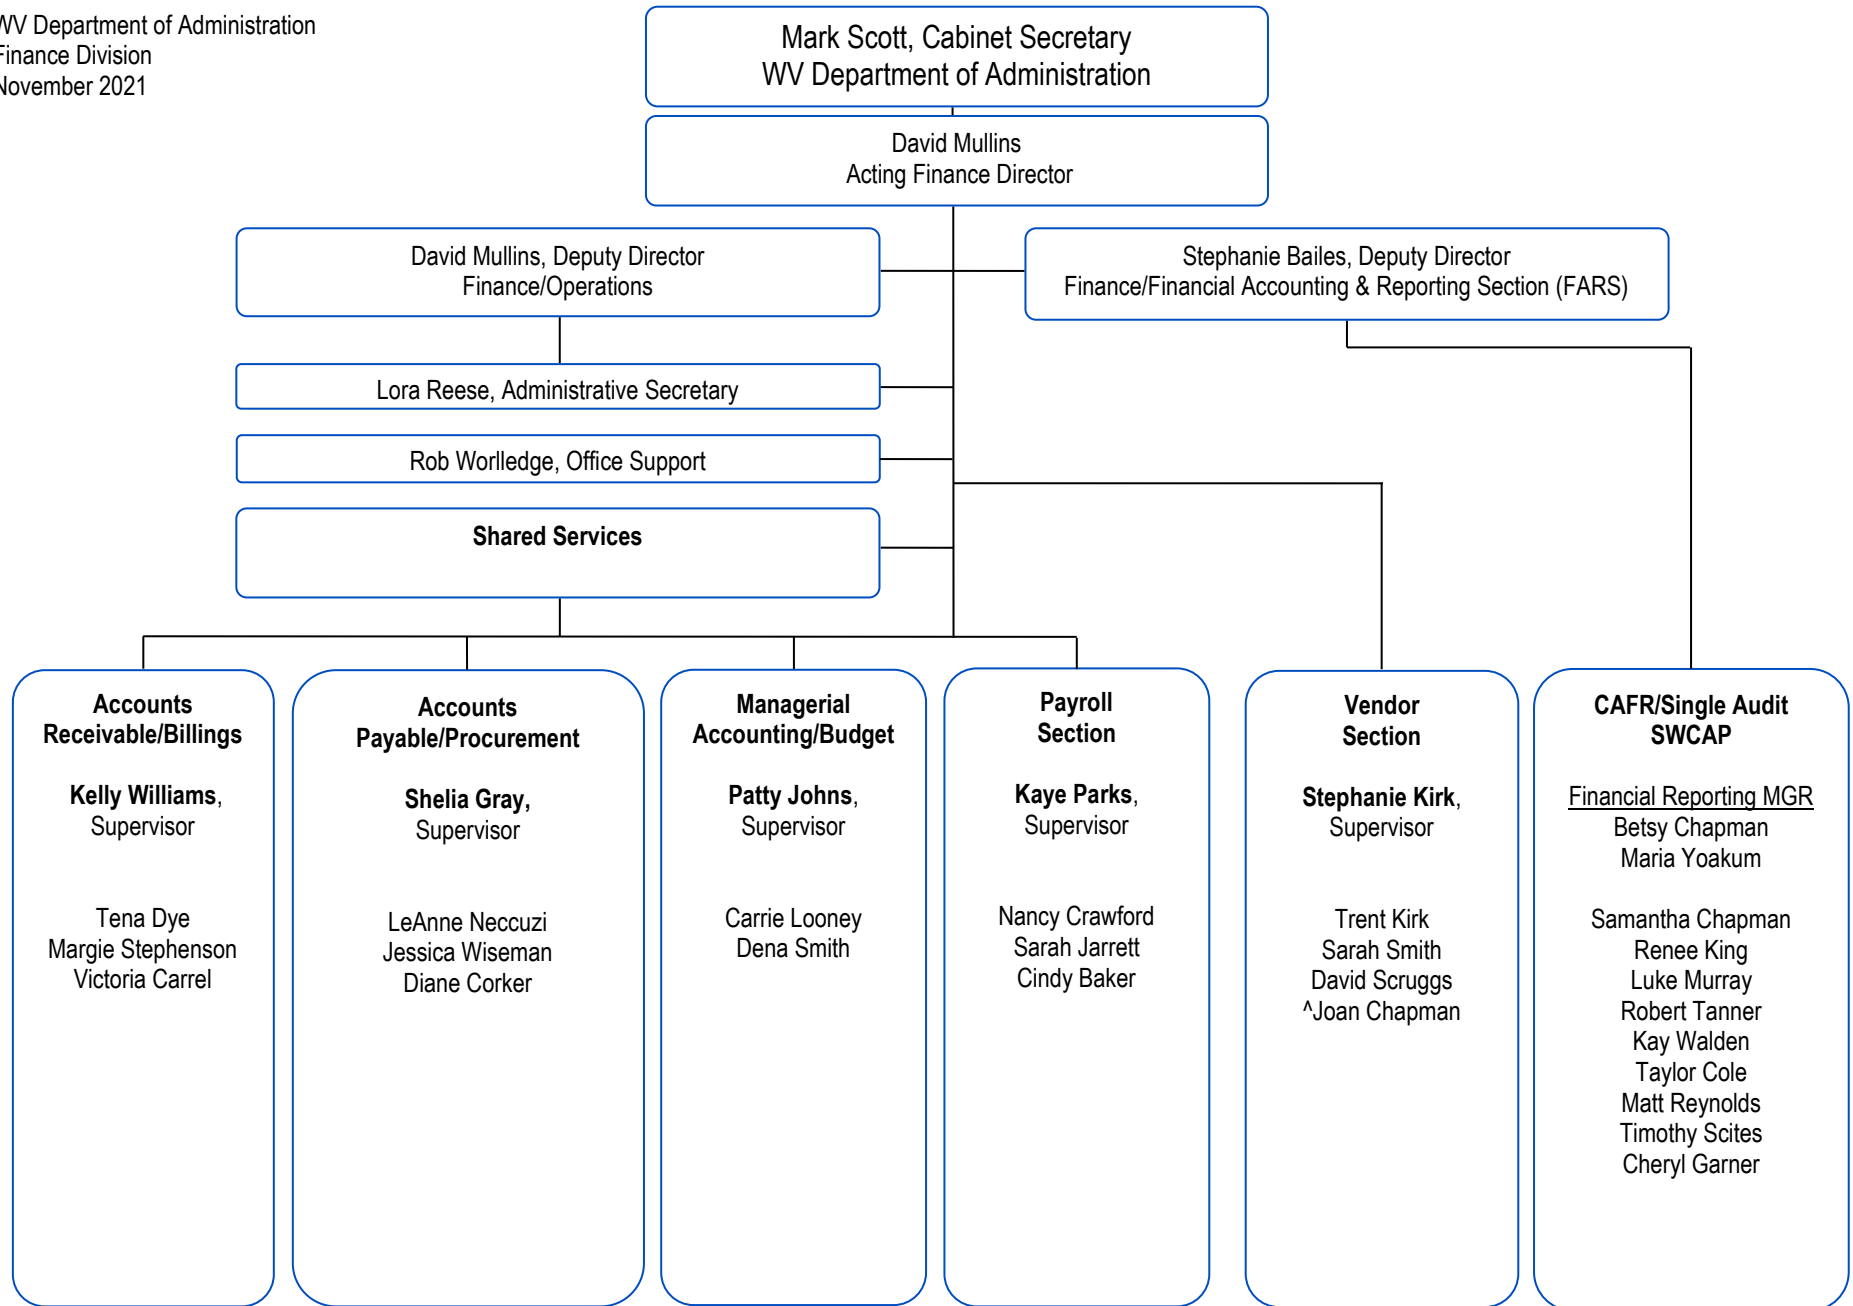 WV Department of Administration
Finance Division
November 2021
Mark Scott, Cabinet Secretary
WV Department of Administration
David Mullins
Acting Finance Director
David Mullins, Deputy Director
Finance/Operations
Stephanie Bailes, Deputy Director
Finance/Financial Accounting & Reporting Section (FARS)
Lora Reese, Administrative Secretary
Rob Worlledge, Office Support
Shared Services
Accounts
Receivable/Billings
Kelly Williams,
Supervisor
Tena Dye
Margie Stephenson
Victoria Carrel
Accounts
Payable/Procurement
Shelia Gray,
Supervisor
LeAnne Neccuzi
Jessica Wiseman
Diane Corker
Managerial
Accounting/Budget
Patty Johns,
Supervisor
Carrie Looney
Dena Smith
Payroll
Section
Kaye Parks,
Supervisor
Nancy Crawford
Sarah Jarrett
Cindy Baker
Vendor
Section
Stephanie Kirk,
Supervisor
Trent Kirk
Sarah Smith
David Scruggs
^Joan Chapman
CAFR/Single Audit
SWCAP
Financial Reporting MGR
Betsy Chapman
Maria Yoakum
Samantha Chapman
Renee King
Luke Murray
Robert Tanner
Kay Walden
Taylor Cole
Matt Reynolds
Timothy Scites
Cheryl Garner